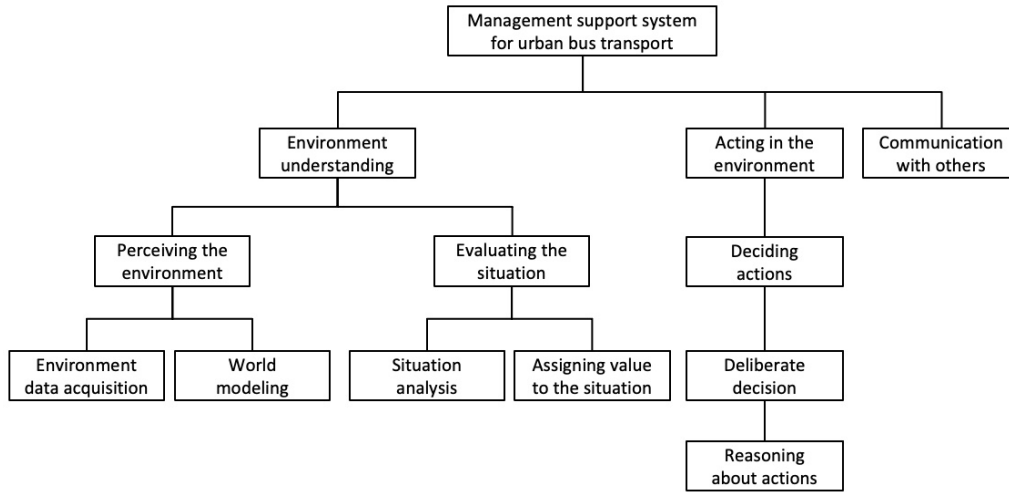 Management support system
for urban bus transport
Environment
understanding
Acting in the
environment
Communication
with others
Perceiving the
environment
Evaluating the
situation
Deciding
actions
Environment
data acquisition
World
modeling
Situation
analysis
Assigning value
to the situation
Deliberate
decision
Reasoning
about actions